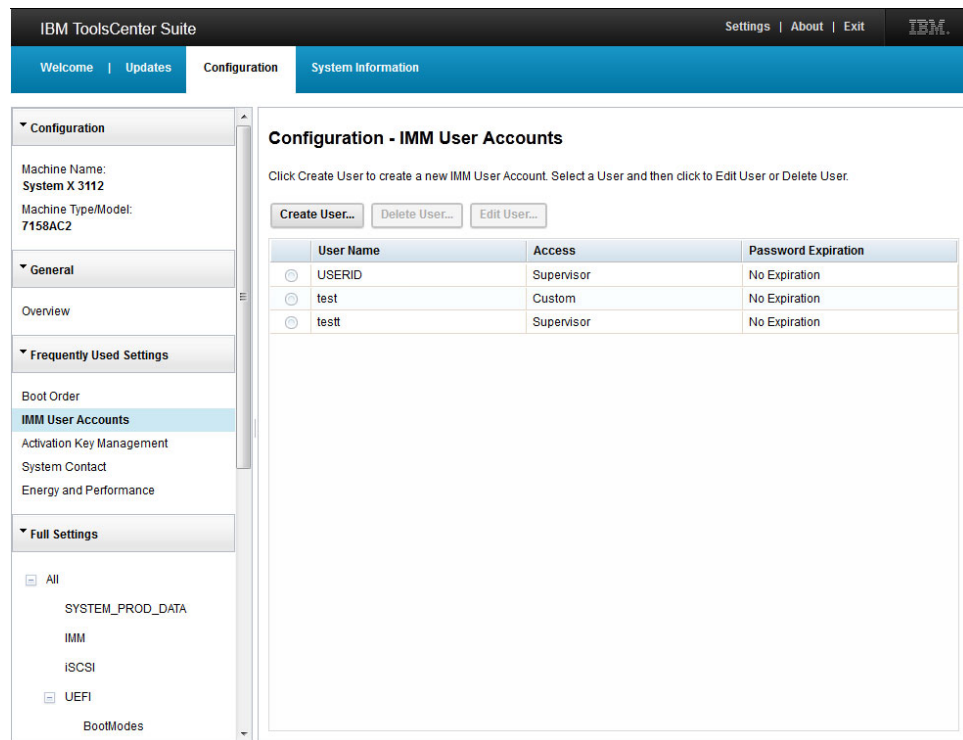 IBM ToolsCenter Suite
Settings | About | Exit
IBM.
Welcome | Updates
Configuration
System Information
Configuration
Machine Name:
System X 3112
Machine Type/Model:
7158AC2
General
Overview
Frequently Used Settings
Boot Order
IMM User Accounts
Activation Key Management
System Contact
Energy and Performance
Full Settings
All
SYSTEM_PROD_DATA
IMM
iSCSI
UEFI
BootModes
Configuration - IMM User Accounts
Click Create User to create a new IMM User Account. Select a User and then click to Edit User or Delete User.
Create User... Delete User... Edit User...
User Name Access Password Expiration
USERID Supervisor No Expiration
test Custom No Expiration
testt Supervisor No Expiration